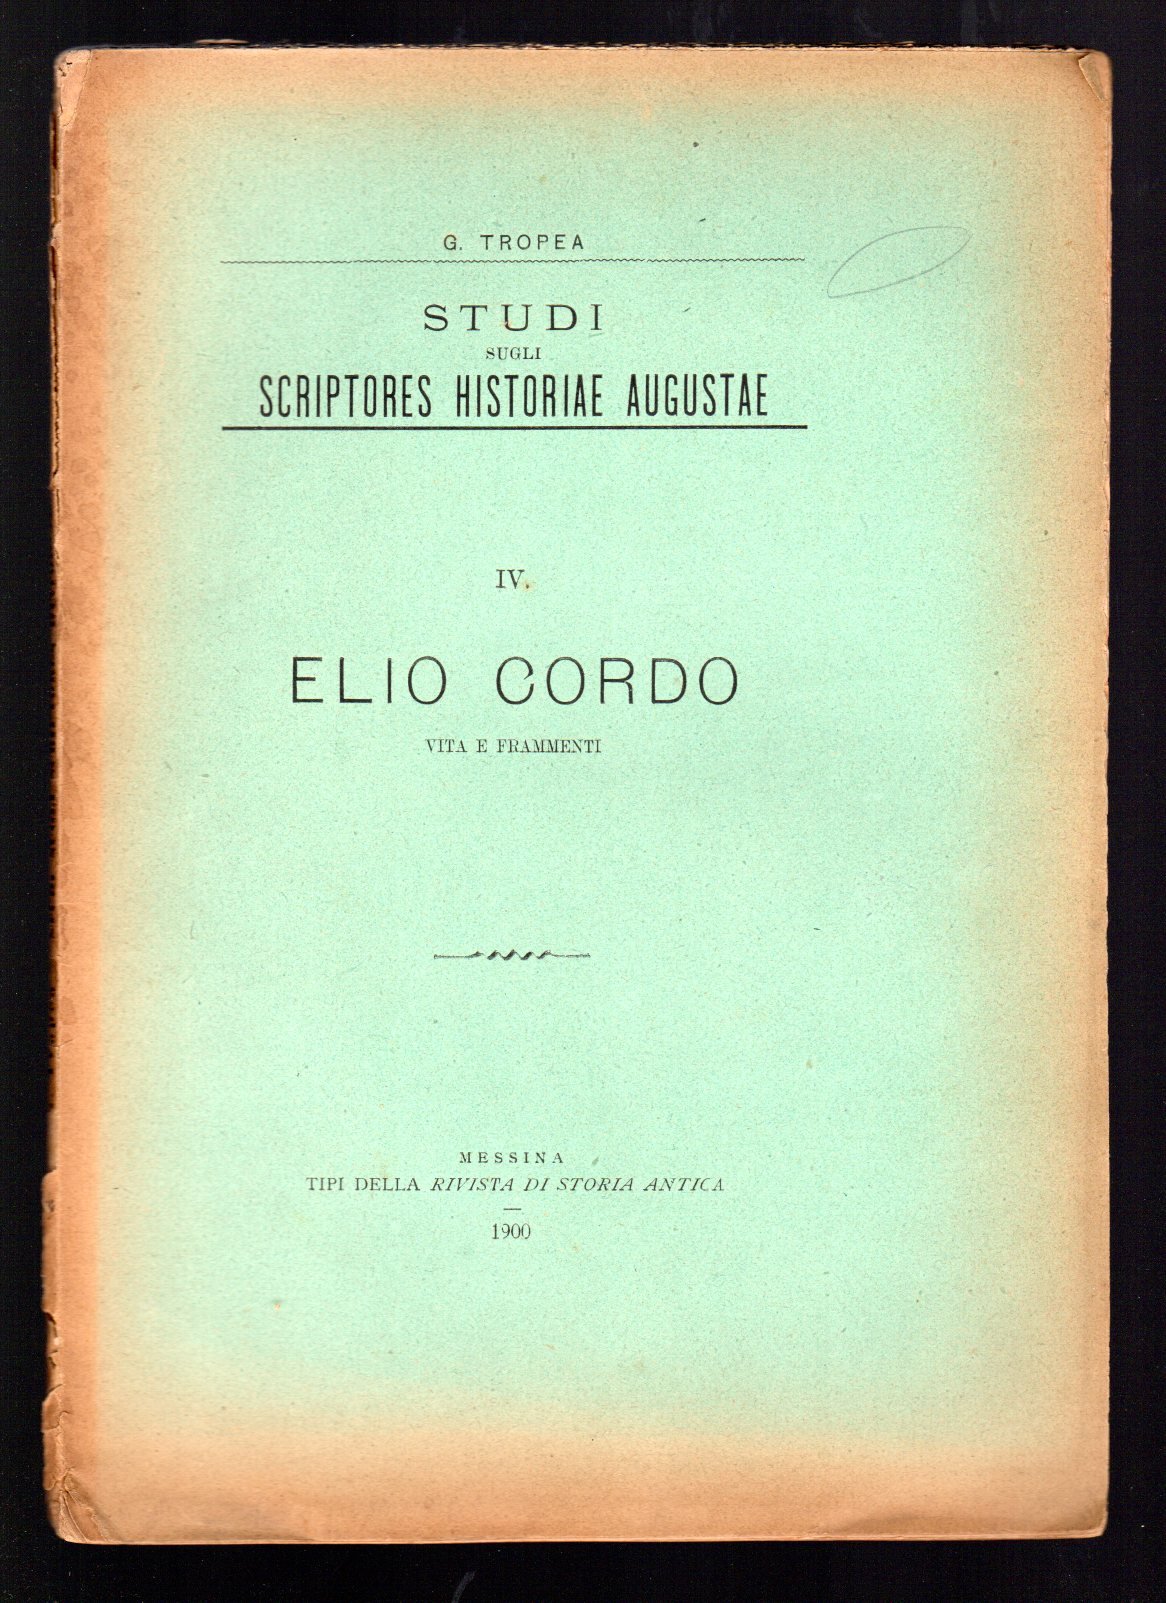 G. TROPEA
STUDI
SUGLI
SCRIPTORES HISTORIAE AUGUSTAE
IV.
ELIO CORDO
VITA E FRAMMENTI
MESSINA
TIPI DELLA RIVISTA DI STORIA ANTICA
1900